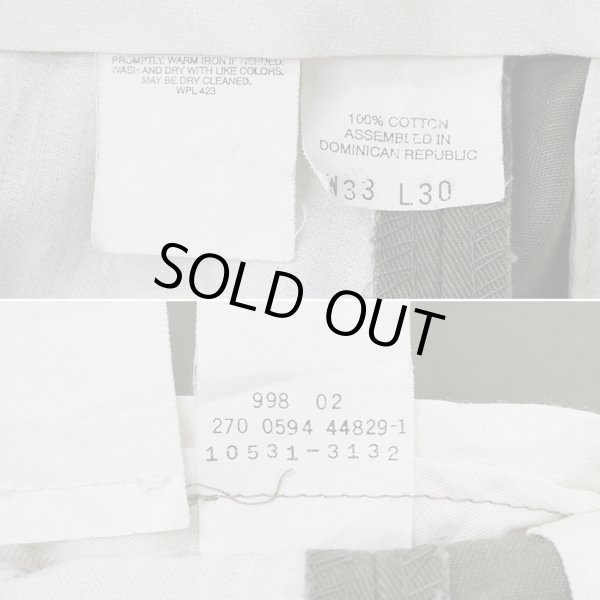 PROMPTLY. WARM IRON IF NEEDED.
WASH AND DRY WITH LIKE COLORS.
MAY BE DRY CLEANED.
WPL 423
100% COTTON
ASSEMBLED IN
DOMINICAN REPUBLIC
W33 L30
SOLD OUT
998 02
270 0594 44829-1
10531-3132